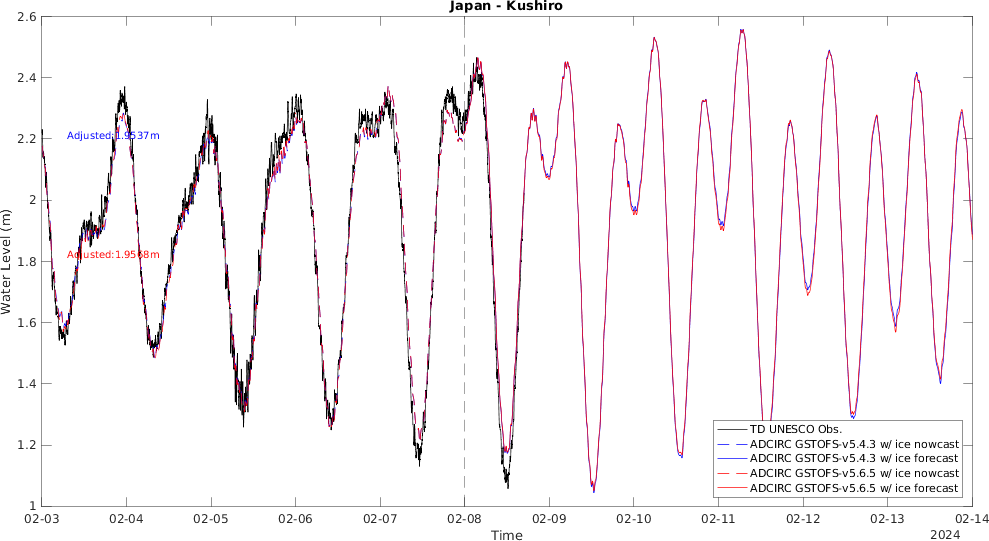 Japan - Kushiro
2.6
2.4
2.2
2
1.8
1.6
1.4
1.2
1
Water Level (m)
Adjusted:1.9537m
Adjusted:1.9568m
TD UNESCO Obs.
ADCIRC GSTOFS-v5.4.3 w/ ice nowcast
ADCIRC GSTOFS-v5.4.3 w/ ice forecast
ADCIRC GSTOFS-v5.6.5 w/ ice nowcast
ADCIRC GSTOFS-v5.6.5 w/ ice forecast
02-03 02-04 02-05 02-06 02-07 02-08 02-09 02-10 02-11 02-12 02-13 02-14
Time
2024